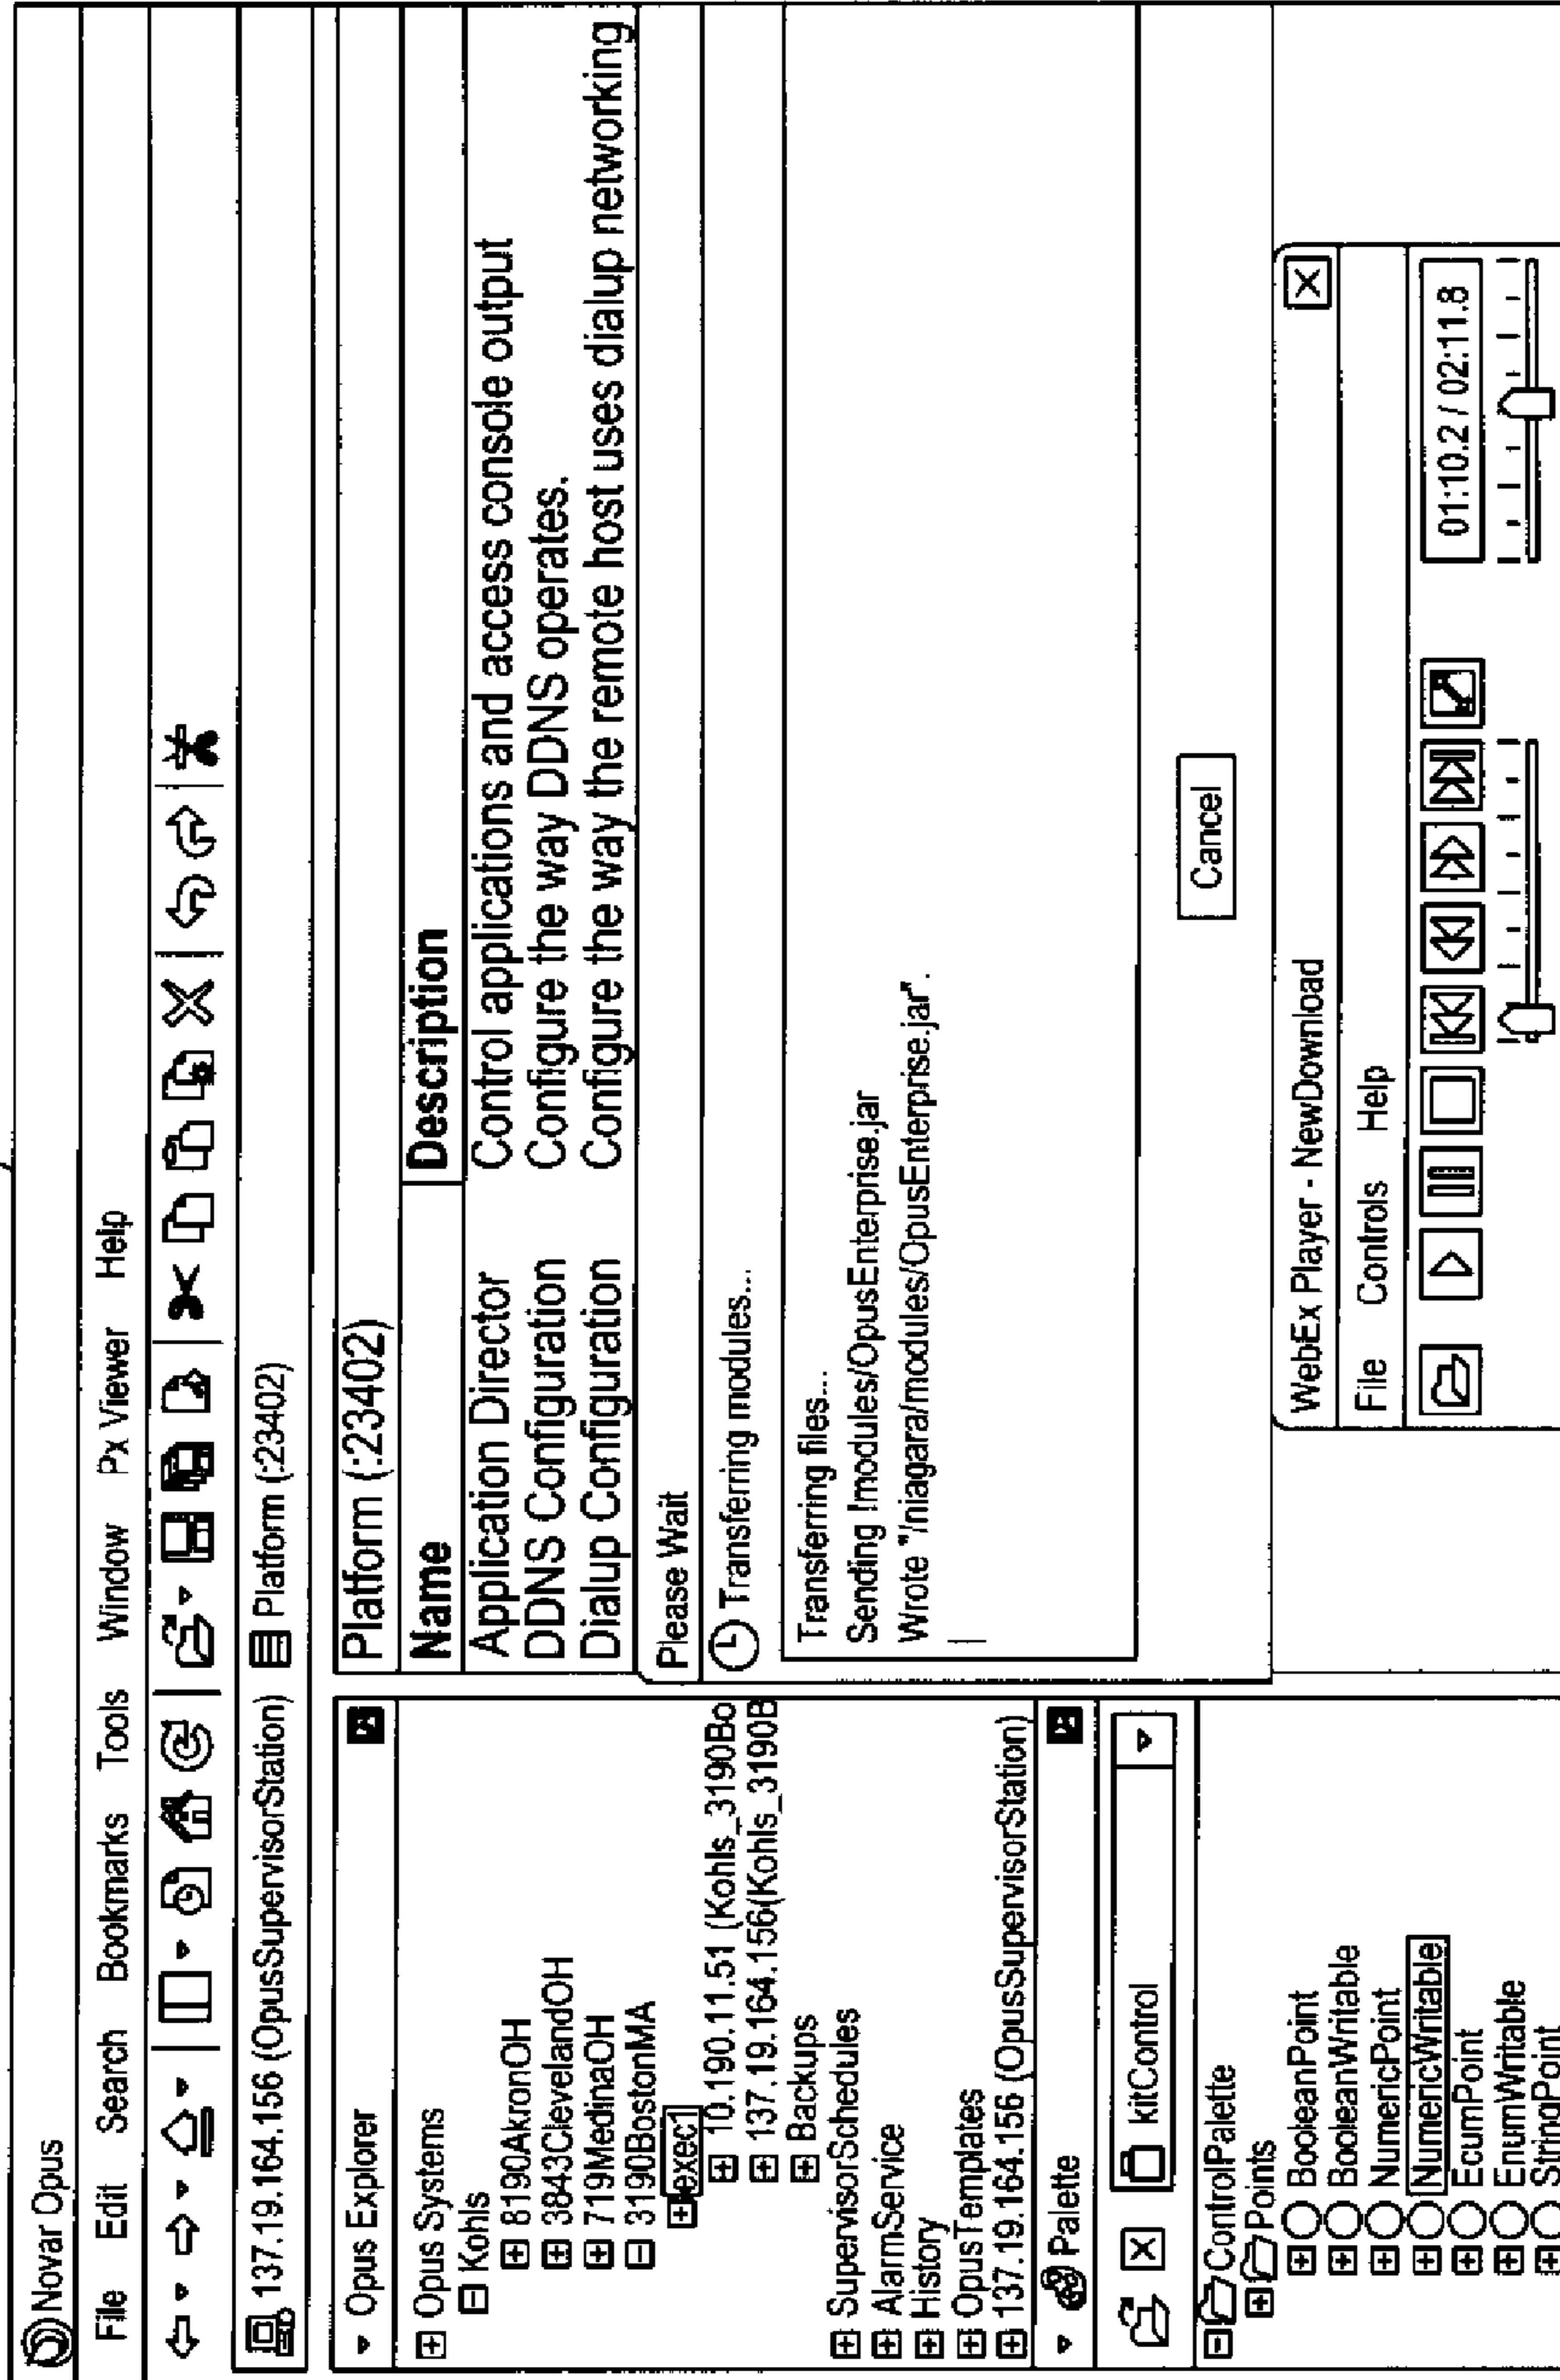 Novar Opus
File Edit Search Bookmarks Tools Window Px Viewer Help
137.19.164.156 (OpusSupervisorStation) Platform (:23402)
Opus Explorer
Opus Systems
Kohls
8190AkronOH
3843ClevelandOH
719MedinaOH
3190BostonMA
exec1
10.190.11.51 (Kohls_3190Bo
137.19.164.156(Kohls_3190B
Backups
SupervisorSchedules
AlarmService
History
OpusTemplates
137.19.164.156 (OpusSupervisorStation)
Palette
kitControl
ControlPalette
Points
BooleanPoint
BooleanWritable
NumericPoint
NumericWritable
EcumPoint
EnumWritable
StringPoint
Platform (:23402)
Name Description
Application Director Control applications and access console output
DDNS Configuration Configure the way DDNS operates.
Dialup Configuration Configure the way the remote host uses dialup networking
Please Wait
Transferring modules...
Transferring files...
Sending !modules/OpusEnterprise.jar
Wrote "/niagara/modules/OpusEnterprise.jar".
Cancel
WebEx Player - NewDownload
File Controls Help
01:10.2 / 02:11.8